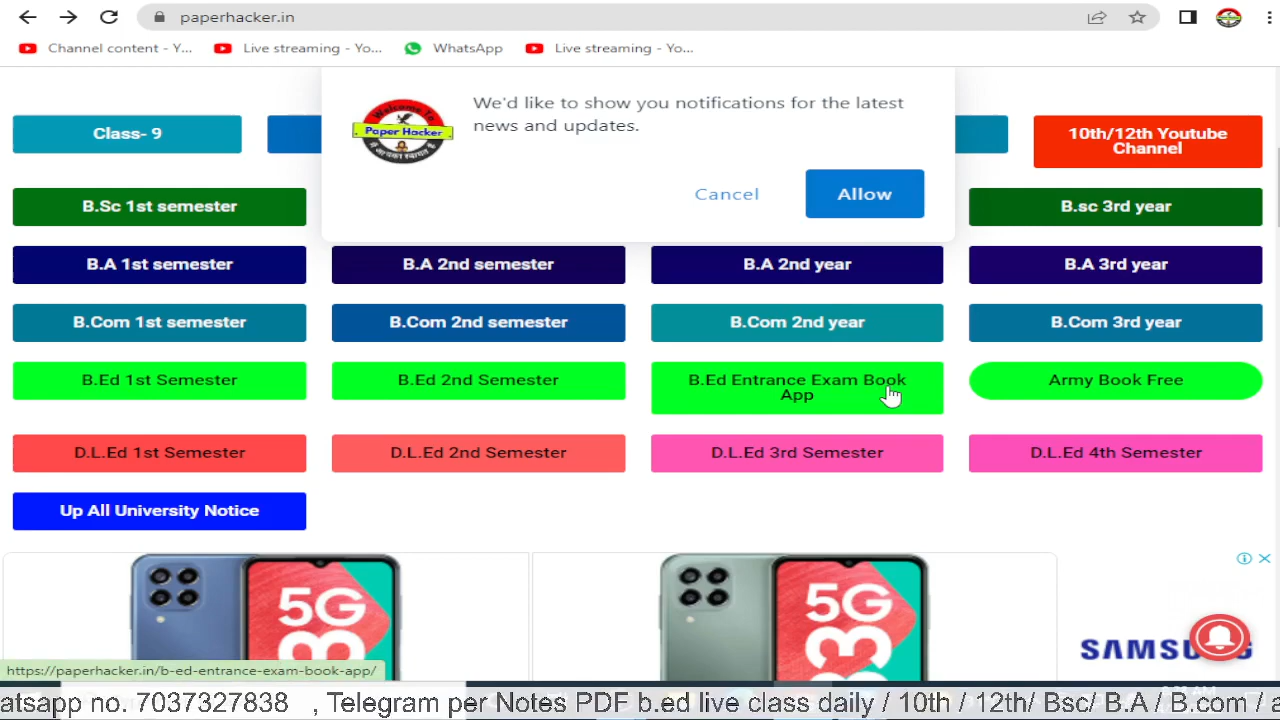 paperhacker.in
Channel content - Y... Live streaming - Yo... WhatsApp Live streaming - Yo...
Welcome To
Paper Hacker
We'd like to show you notifications for the latest
news and updates.
Cancel Allow
Class- 9
10th/12th Youtube
Channel
B.Sc 1st semester B.sc 3rd year
B.A 1st semester B.A 2nd semester B.A 2nd year B.A 3rd year
B.Com 1st semester B.Com 2nd semester B.Com 2nd year B.Com 3rd year
B.Ed 1st Semester B.Ed 2nd Semester B.Ed Entrance Exam Book
App
Army Book Free
D.L.Ed 1st Semester D.L.Ed 2nd Semester D.L.Ed 3rd Semester D.L.Ed 4th Semester
Up All University Notice
5G 5G
SAMSU
https://paperhacker.in/b-ed-entrance-exam-book-app/
atsapp no. 7037327838 , Telegram per Notes PDF b.ed live class daily / 10th / 12th/ Bsc/ B.A / B.com / a